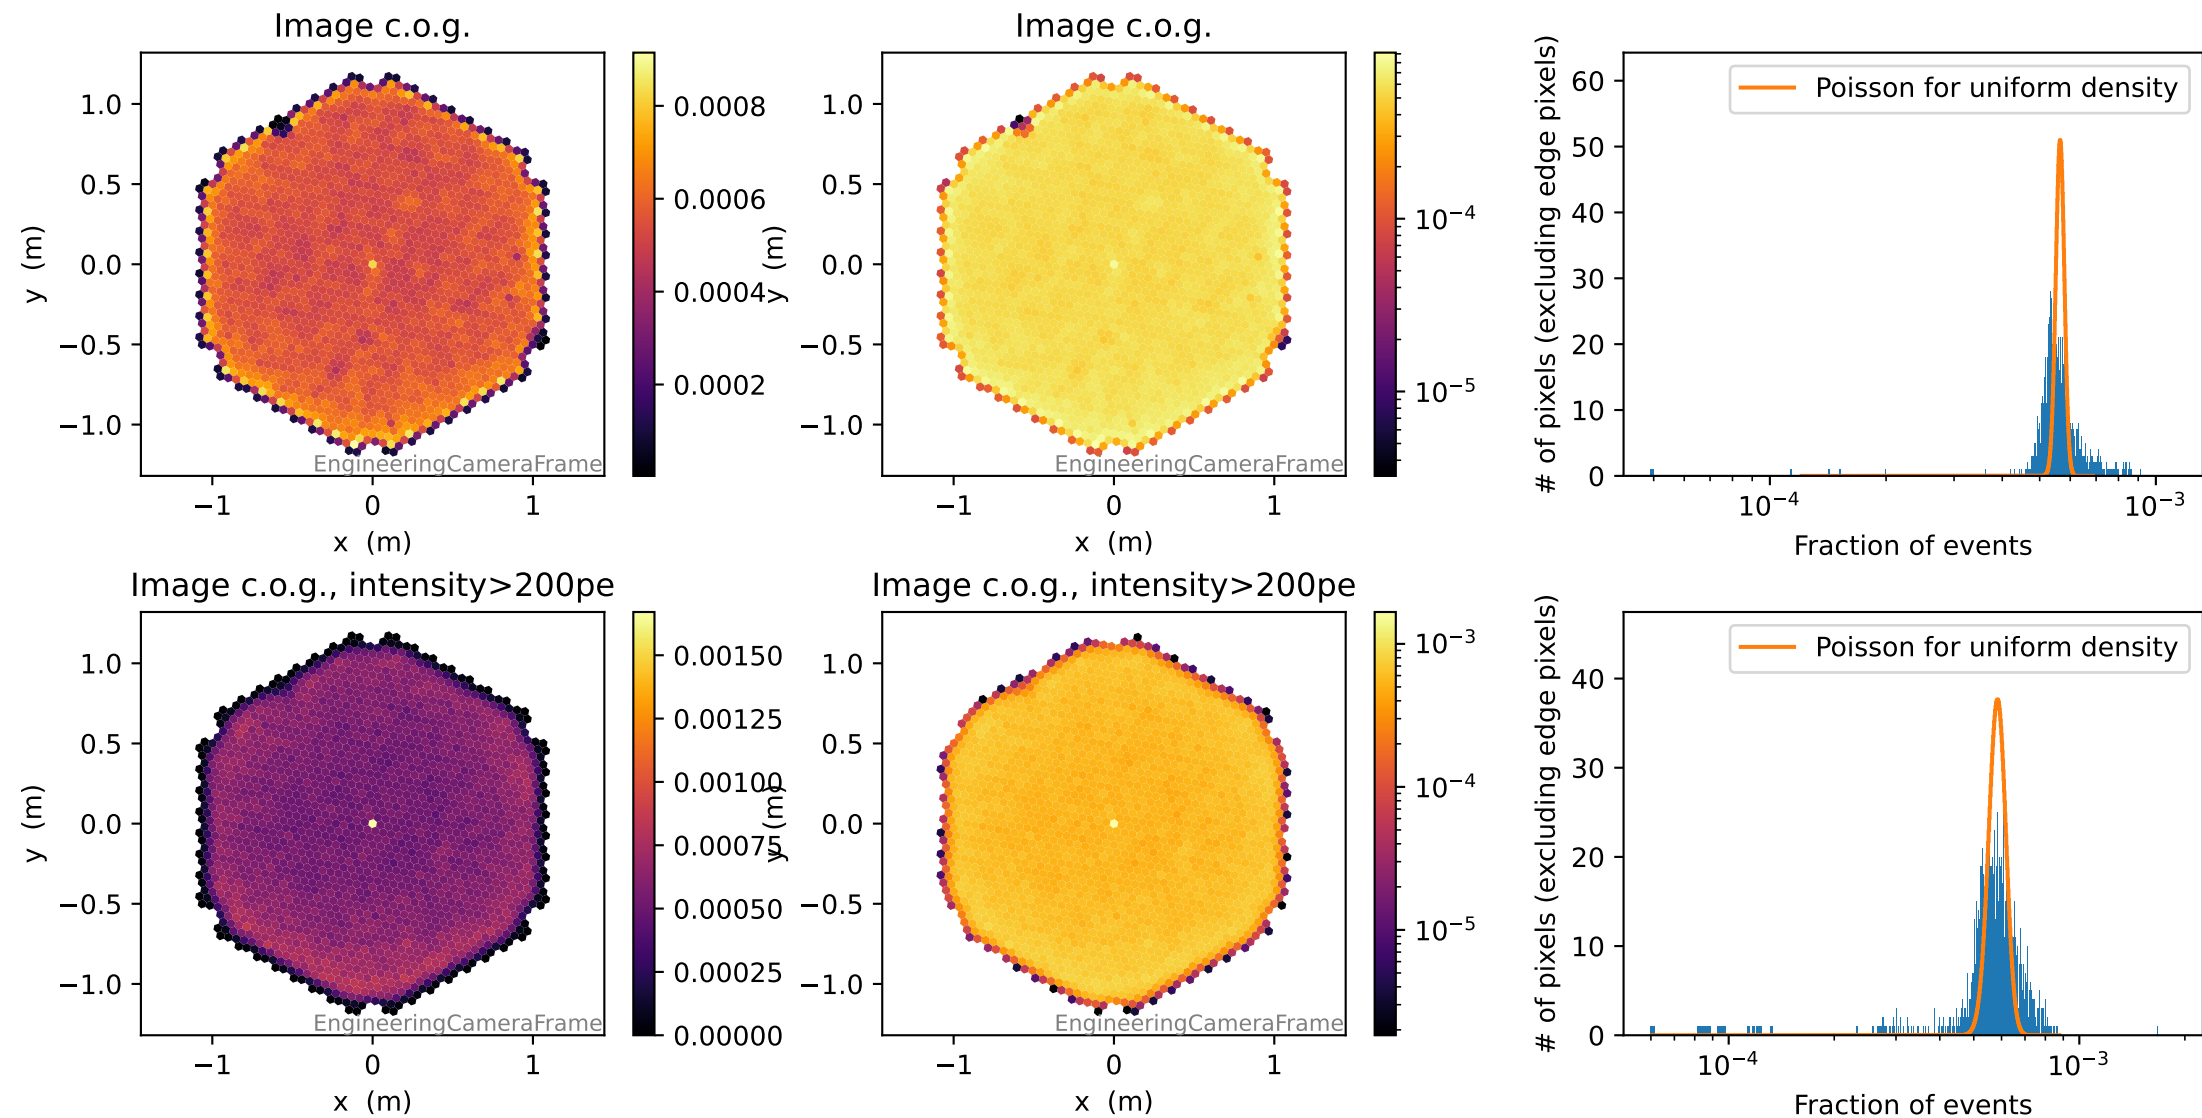 Image c.o.g.
1.0
0.5
0.0
−0.5
−1.0
y (m)
−1
0
1
x (m)
EngineeringCameraFrame
0.0008
0.0006
0.0004
0.0002
Image c.o.g.
1.0
0.5
0.0
−0.5
−1.0
y (m)
−1
0
1
x (m)
EngineeringCameraFrame
10⁻⁴
10⁻⁵
# of pixels (excluding edge pixels)
60
50
40
30
20
10
0
Poisson for uniform density
10⁻⁴
10⁻³
Fraction of events
Image c.o.g., intensity>200pe
1.0
0.5
0.0
−0.5
−1.0
y (m)
−1
0
1
x (m)
EngineeringCameraFrame
0.00150
0.00125
0.00100
0.00075
0.00050
0.00025
0.00000
Image c.o.g., intensity>200pe
1.0
0.5
0.0
−0.5
−1.0
y (m)
−1
0
1
x (m)
EngineeringCameraFrame
10⁻³
10⁻⁴
10⁻⁵
# of pixels (excluding edge pixels)
40
30
20
10
0
Poisson for uniform density
10⁻⁴
10⁻³
Fraction of events